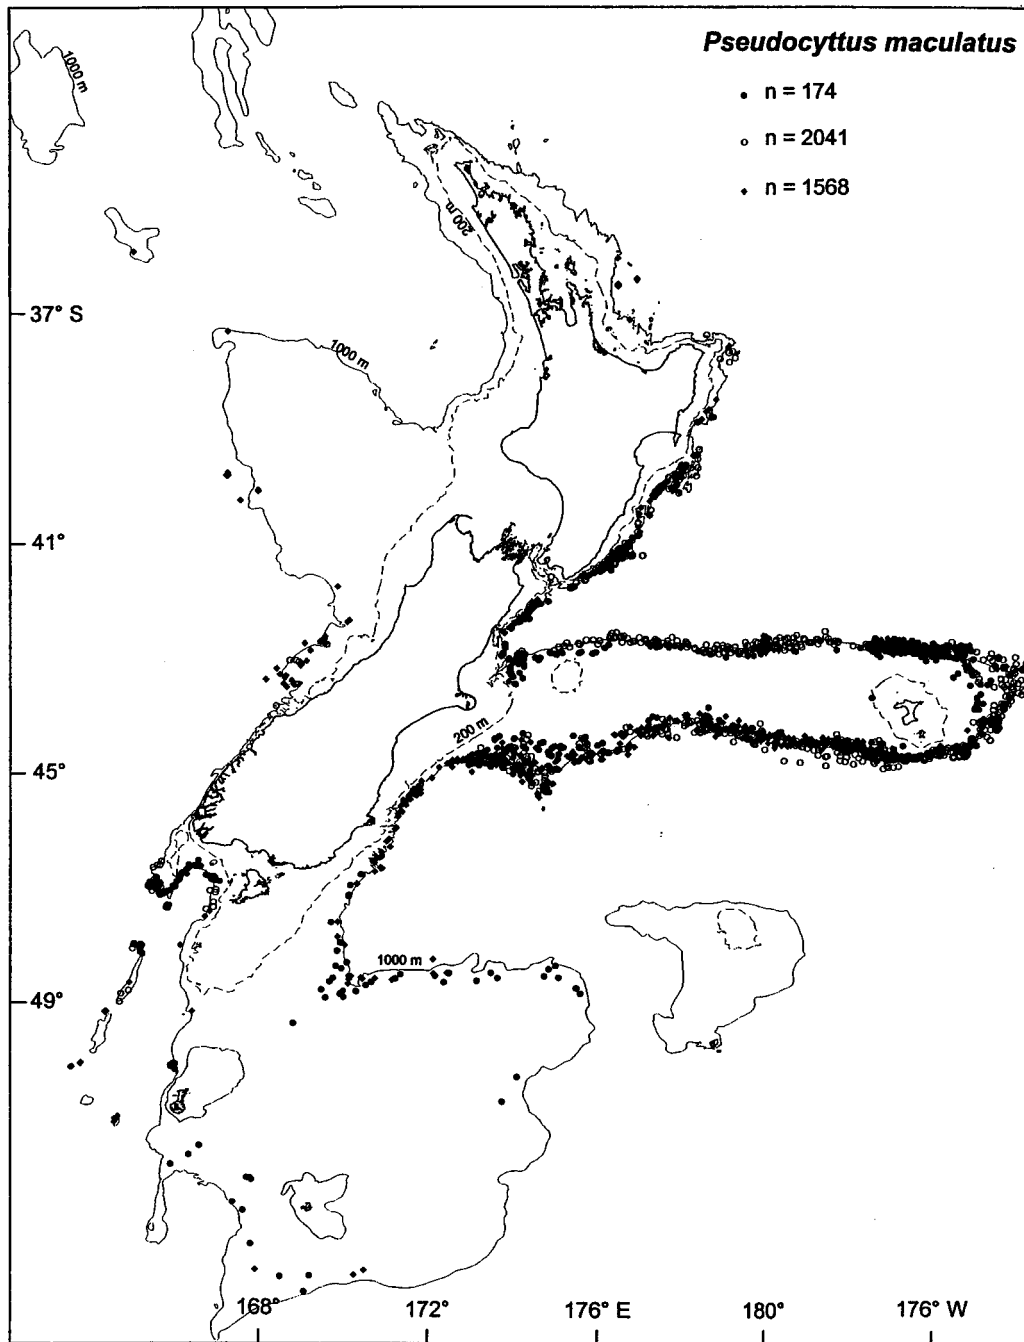 Pseudocyttus maculatus
n = 174
n = 2041
n = 1568
1000 m
200 m
37° S
1000 m
41°
200 m
45°
1000 m
49°
168°
172°
176° E
180°
176° W